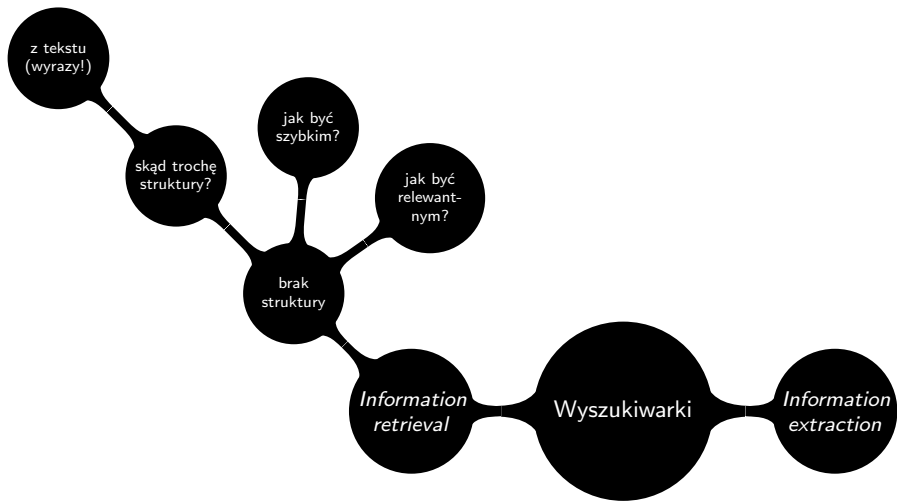 z tekstu
(wyrazy!)
jak być
szybkim?
skąd trochę
struktury?
jak być
relewant-
nym?
brak
struktury
Information
retrieval
Wyszukiwarki
Information
extraction